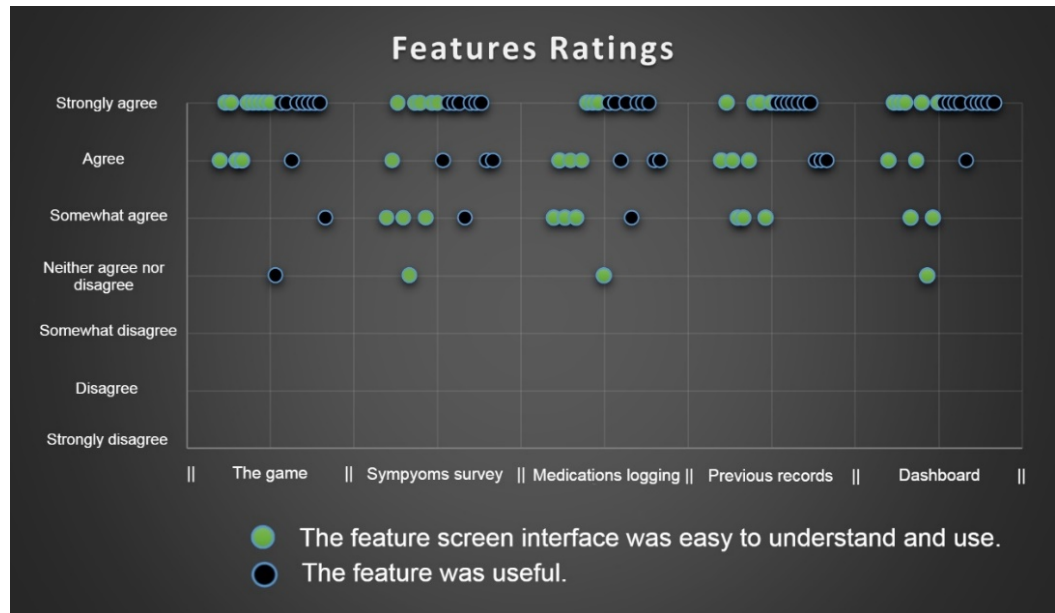 Features Ratings
Strongly agree
Agree
Somewhat agree
Neither agree nor
disagree
Somewhat disagree
Disagree
Strongly disagree
|| The game || Sympyoms survey || Medications logging || Previous records || Dashboard ||
The feature screen interface was easy to understand and use.
The feature was useful.